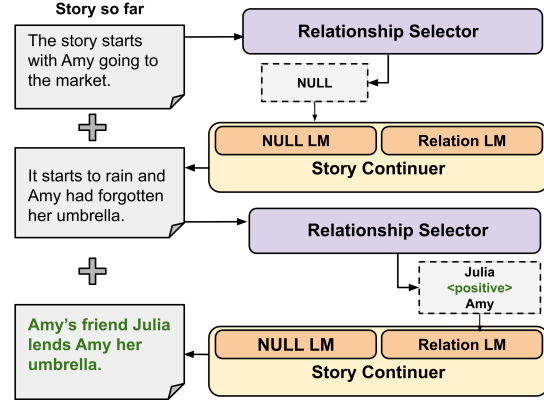 Story so far
The story starts
with Amy going to
the market.
Relationship Selector
NULL
NULL LM
Relation LM
Story Continuer
It starts to rain and
Amy had forgotten
her umbrella.
Relationship Selector
Julia
<positive>
Amy
Amy's friend Julia
lends Amy her
umbrella.
NULL LM
Relation LM
Story Continuer